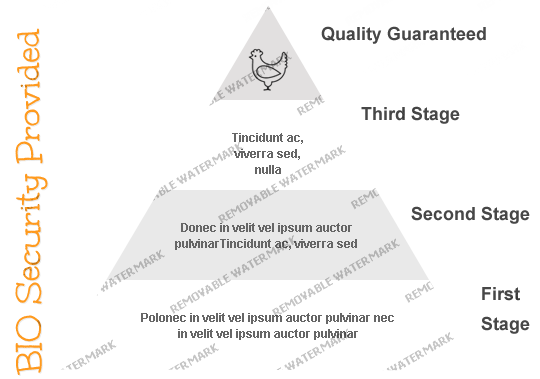 BIO Security Provided
Quality Guaranteed
Third Stage
Tincidunt ac,
viverra sed,
nulla
Second Stage
Donec in velit vel ipsum auctor
pulvinarTincidunt ac, viverra sed
First
Stage
Polonec in velit vel ipsum auctor pulvinar nec
in velit vel ipsum auctor pulvinar
REMOVABLE WATERMARK
REMOVABLE WATERMARK
REMOVABLE WATERMARK
REMOVABLE WATERMARK
REMOVABLE WATERMARK